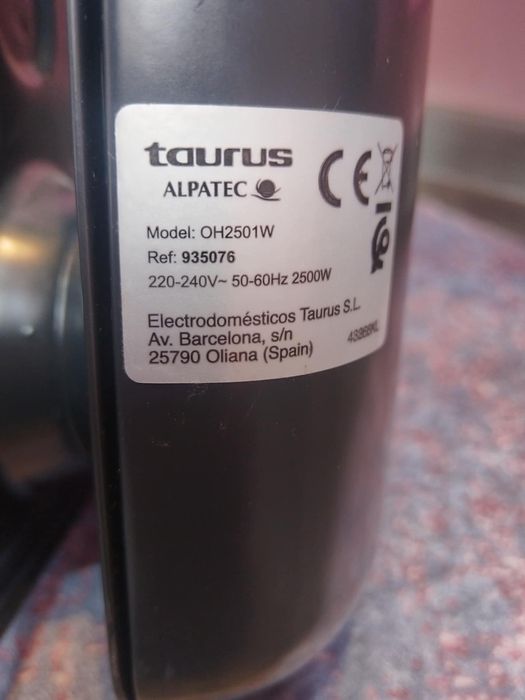 taurus
ALPATEC
CE
Model: OH2501W
Ref: 935076
220-240V~ 50-60Hz 2500W
Electrodomésticos Taurus S.L.
Av. Barcelona, s/n
25790 Oliana (Spain)